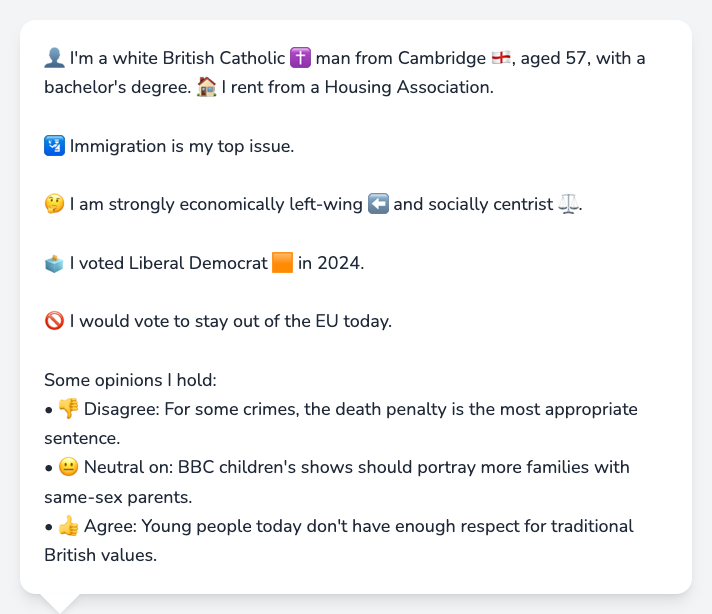 👤 I'm a white British Catholic ✝️ man from Cambridge 🏴󠁧󠁢󠁥󠁮󠁧󠁿, aged 57, with a
bachelor's degree. 🏠 I rent from a Housing Association.
🛂 Immigration is my top issue.
🤔 I am strongly economically left-wing ⬅️ and socially centrist ⚖️.
🗳️ I voted Liberal Democrat 🟧 in 2024.
🚫 I would vote to stay out of the EU today.
Some opinions I hold:
• 👎 Disagree: For some crimes, the death penalty is the most appropriate
sentence.
• 😐 Neutral on: BBC children's shows should portray more families with
same-sex parents.
• 👍 Agree: Young people today don't have enough respect for traditional
British values.